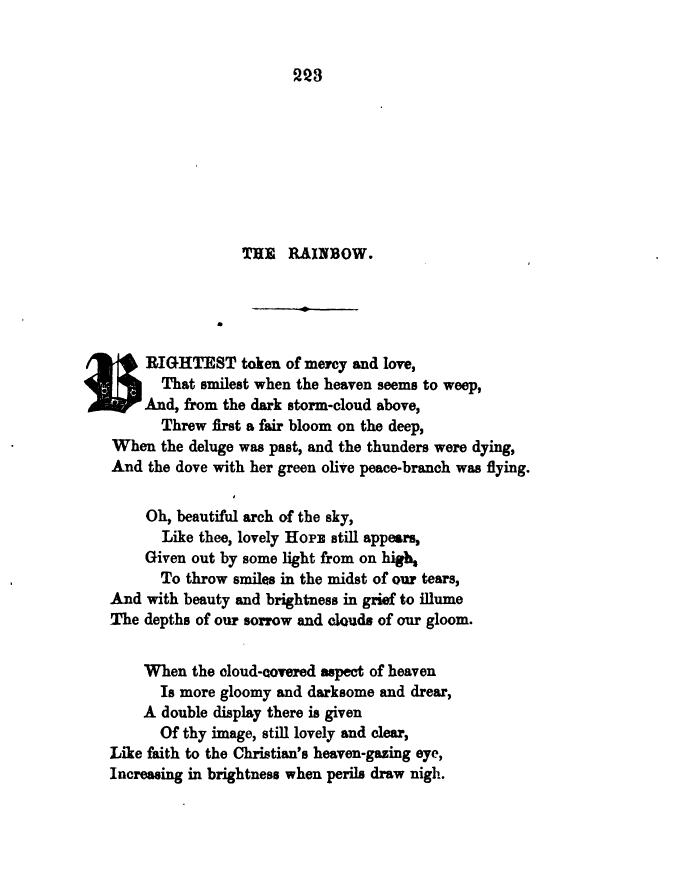 223
THE RAINBOW.
BRIGHTEST token of mercy and love,
That smilest when the heaven seems to weep,
And, from the dark storm-cloud above,
Threw first a fair bloom on the deep,
When the deluge was past, and the thunders were dying,
And the dove with her green olive peace-branch was flying.
Oh, beautiful arch of the sky,
Like thee, lovely HOPE still appears,
Given out by some light from on high,
To throw smiles in the midst of our tears,
And with beauty and brightness in grief to illume
The depths of our sorrow and clouds of our gloom.
When the cloud-covered aspect of heaven
Is more gloomy and darksome and drear,
A double display there is given
Of thy image, still lovely and clear,
Like faith to the Christian's heaven-gazing eye,
Increasing in brightness when perils draw nigh.